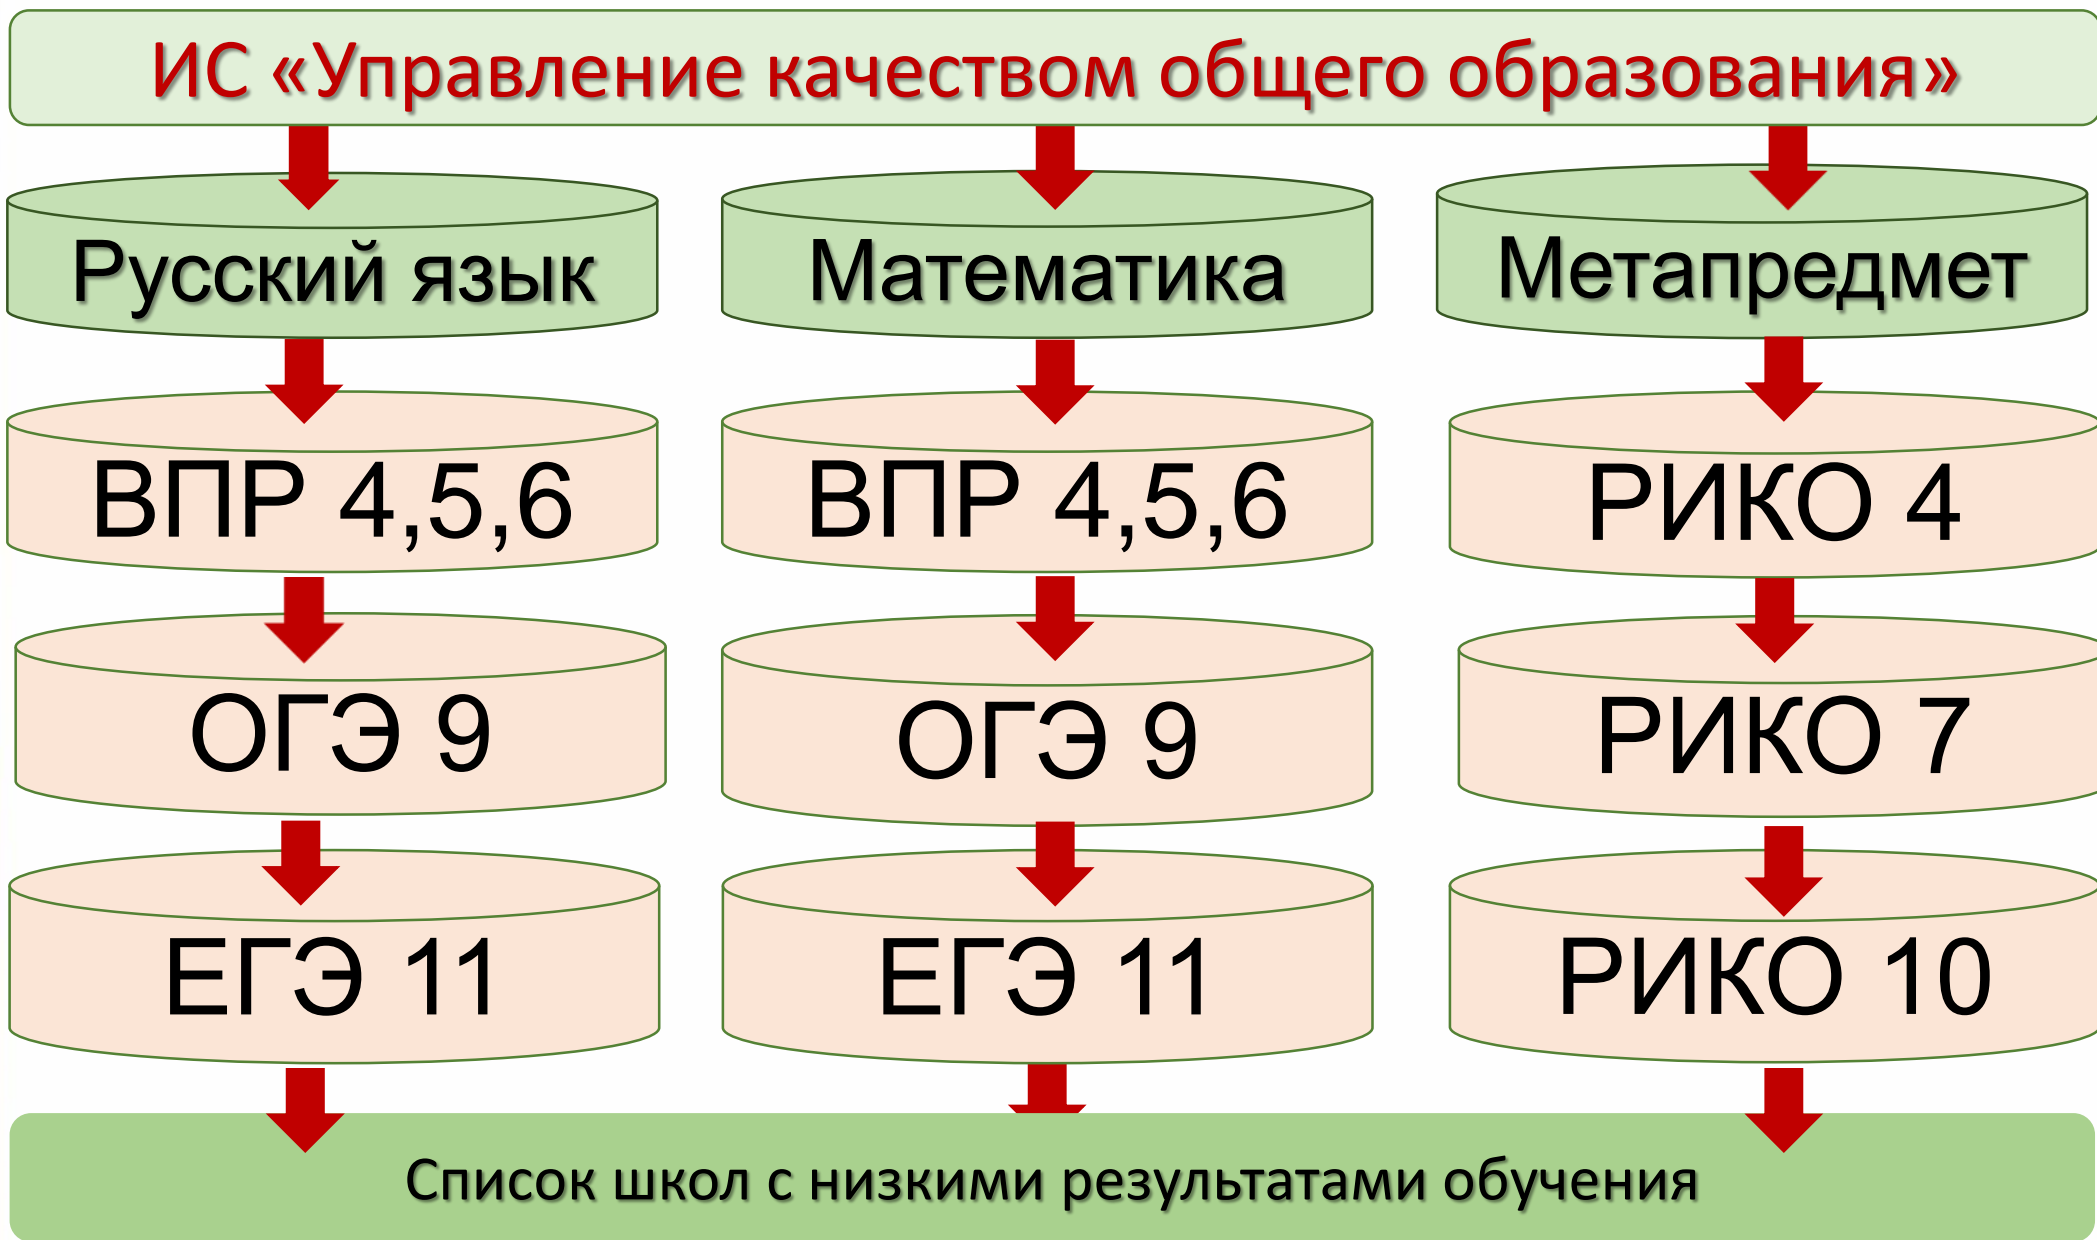 ИС «Управление качеством общего образования»
Русский язык
Математика
Метапредмет
ВПР 4,5,6
ВПР 4,5,6
РИКО 4
ОГЭ 9
ОГЭ 9
РИКО 7
ЕГЭ 11
ЕГЭ 11
РИКО 10
Список школ с низкими результатами обучения